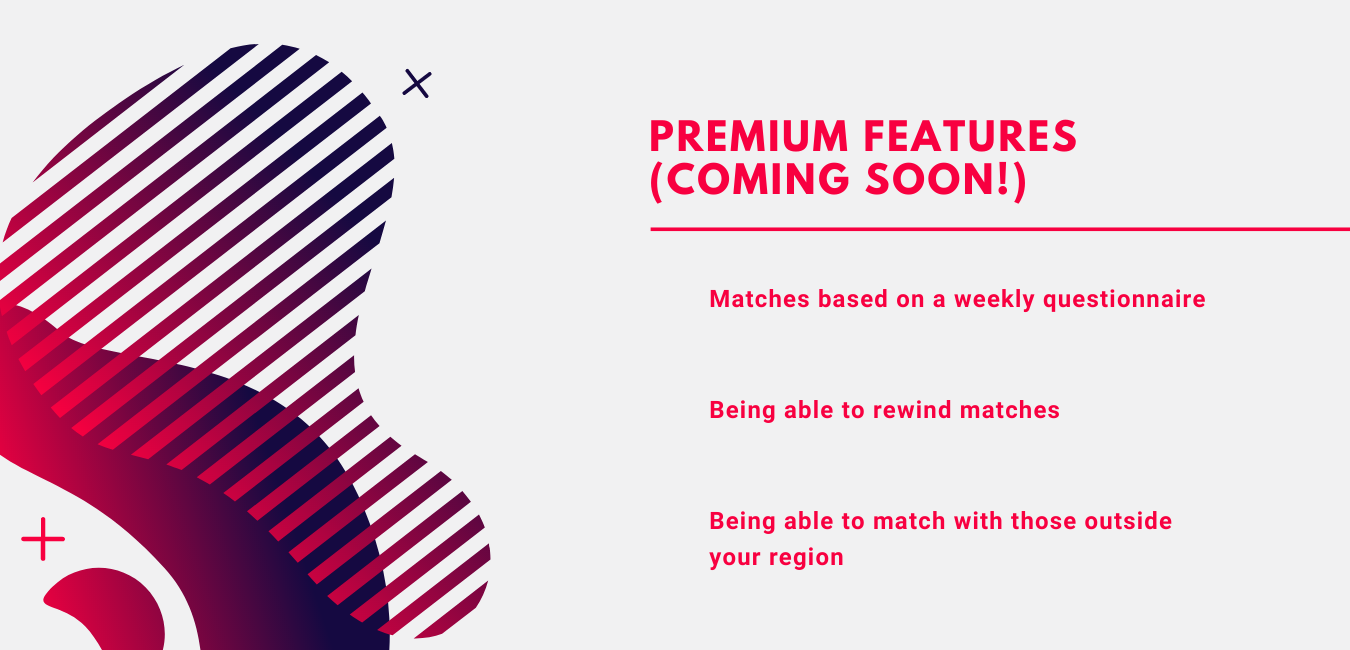 PREMIUM FEATURES
(COMING SOON!)
Matches based on a weekly questionnaire
Being able to rewind matches
Being able to match with those outside
your region